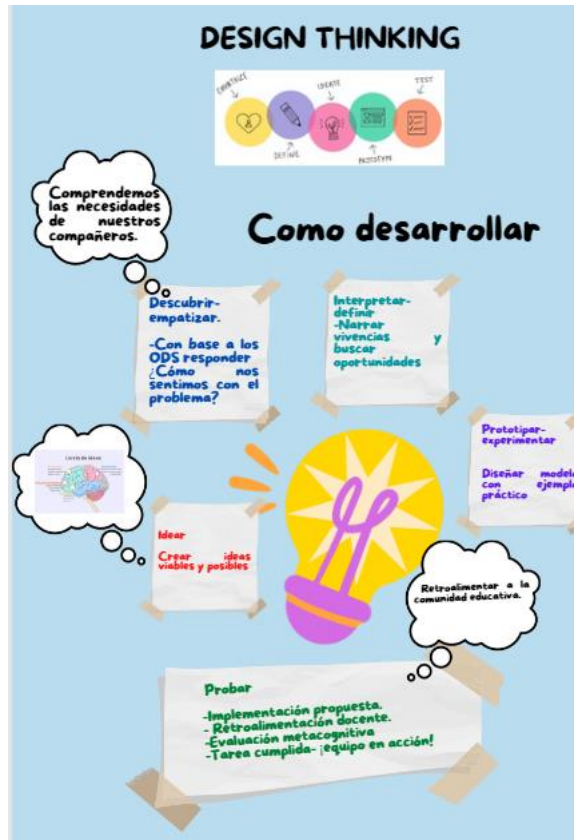 DESIGN THINKING
EMPATHIZE
IDEATE
TEST
DEFINE
PROTOTYPE
Comprendemos
las necesidades
de nuestros
compañeros.
Como desarrollar
Descubrir-
empatizar.
-Con base a los
ODS responder
¿Cómo nos
sentimos con el
problema?
Interpretar-
definir
-Narrar
vivencias y
buscar
oportunidades
Prototipar-
experimentar
Diseñar modelo
con ejemplo
práctico
Lluvia de ideas
Idear
Crear ideas
viables y posibles
Retroalimentar a la
comunidad educativa.
Probar
-Implementación propuesta.
- Retroalimentación docente.
-Evaluación metacognitiva
-Tarea cumplida- ¡equipo en acción!